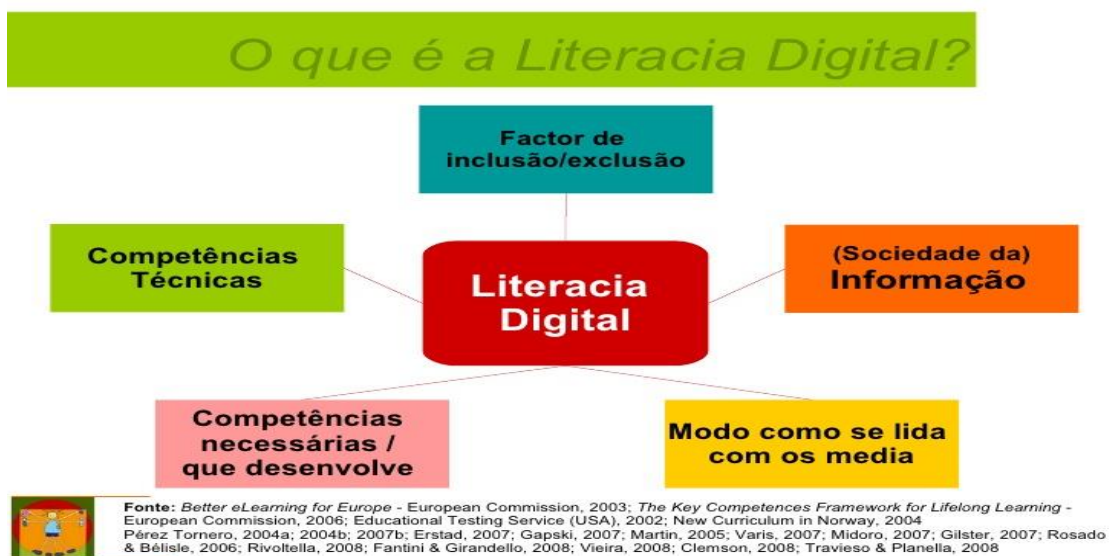 O que é a Literacia Digital?
Factor de
inclusão/exclusão
Competências
Técnicas
(Sociedade da)
Informação
Literacia
Digital
Competências
necessárias /
que desenvolve
Modo como se lida
com os media
Fonte: Better eLearning for Europe - European Commission, 2003; The Key Competences Framework for Lifelong Learning -
European Commission, 2006; Educational Testing Service (USA), 2002; New Curriculum in Norway, 2004
Pérez Tornero, 2004a; 2004b; 2007b; Erstad, 2007; Gapski, 2007; Martin, 2005; Varis, 2007; Midoro, 2007; Gilster, 2007; Rosado
& Bélisle, 2006; Rivoltella, 2008; Fantini & Girandello, 2008; Vieira, 2008; Clemson, 2008; Travieso & Planella, 2008